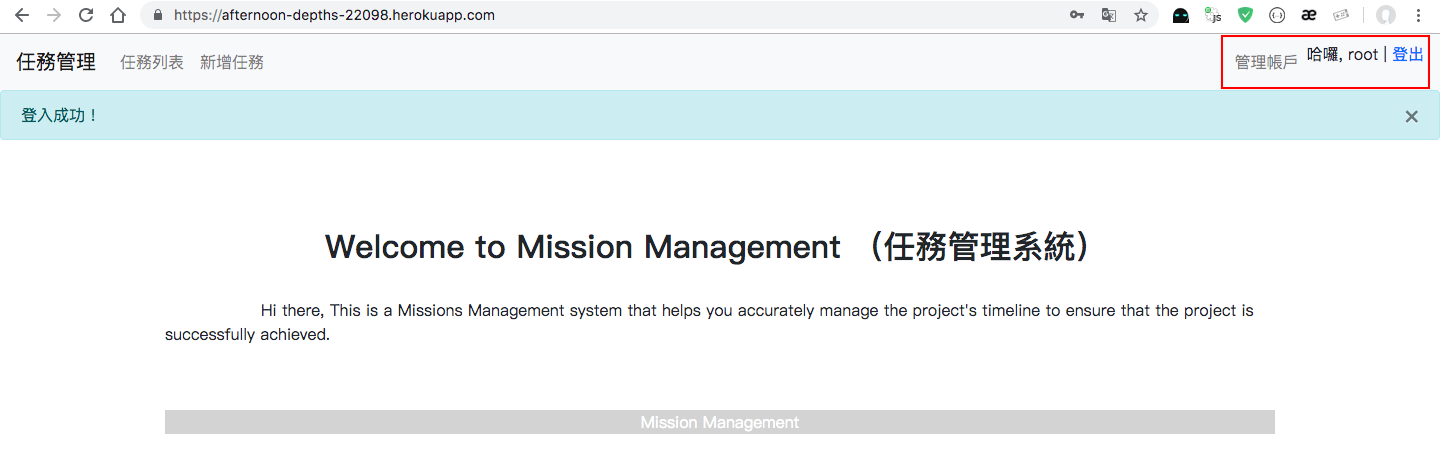 https://afternoon-depths-22098.herokuapp.com
JS
æ
任務管理 任務列表 新增任務 管理帳戶 哈囉, root | 登出
登入成功！ ×
Welcome to Mission Management （任務管理系統）
Hi there, This is a Missions Management system that helps you accurately manage the project's timeline to ensure that the project is
successfully achieved.
Mission Management